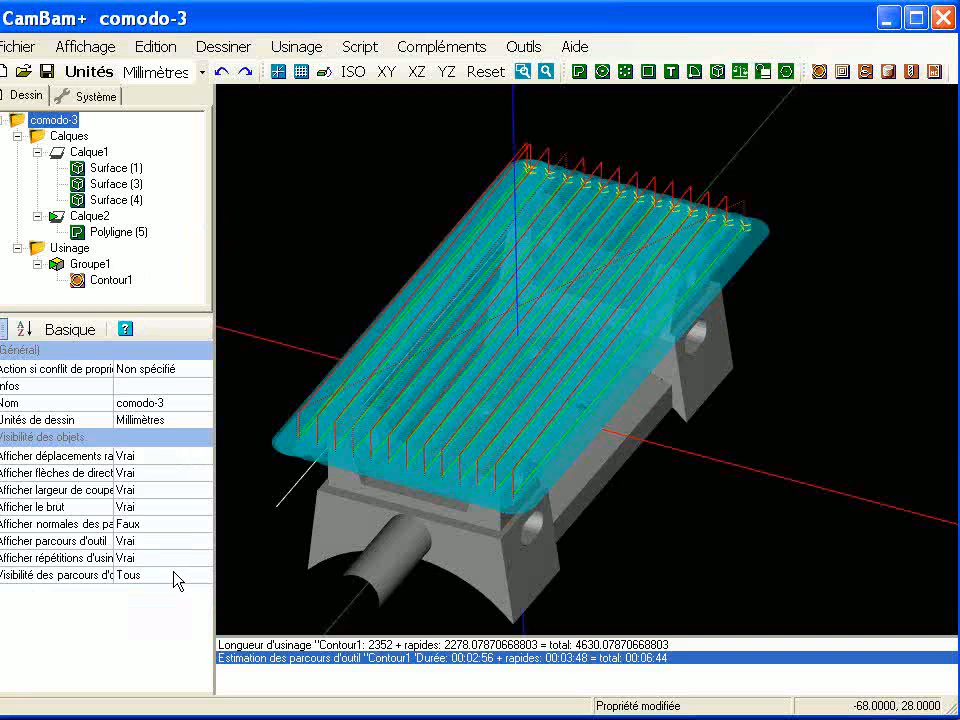 CamBam+ comodo-3
Fichier Affichage Edition Dessiner Usinage Script Compléments Outils Aide
Unités Millimètres ISO XY XZ YZ Reset
Dessin Système
comodo-3
Calques
Calque1
Surface (1)
Surface (3)
Surface (4)
Calque2
Polyligne (5)
Usinage
Groupe1
Contour1
Basique
(Général)
Action si conflit de propri Non spécifié
Infos
Nom comodo-3
Unités de dessin Millimètres
Visibilité des objets
Afficher déplacements ra Vrai
Afficher flèches de direct Vrai
Afficher largeur de coupe Vrai
Afficher le brut Vrai
Afficher normales des pa Faux
Afficher parcours d'outil Vrai
Afficher répétitions d'usin Vrai
Visibilité des parcours d'o Tous
Longueur d'usinage "Contour1: 2352 + rapides: 2278.07870668803 = total: 4630.07870668803
Estimation des parcours d'outil "Contour1 'Durée: 00:02:56 + rapides: 00:03:48 = total: 00:06:44
Propriété modifiée -68.0000, 28.0000